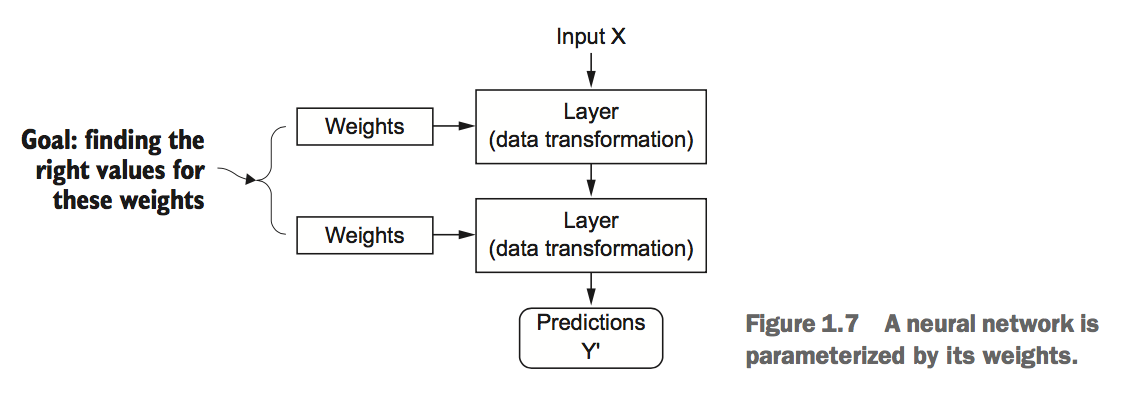 Input X
Layer
(data transformation)
Weights
Goal: finding the
right values for
these weights
Layer
(data transformation)
Weights
Predictions
Y'
Figure 1.7 A neural network is
parameterized by its weights.